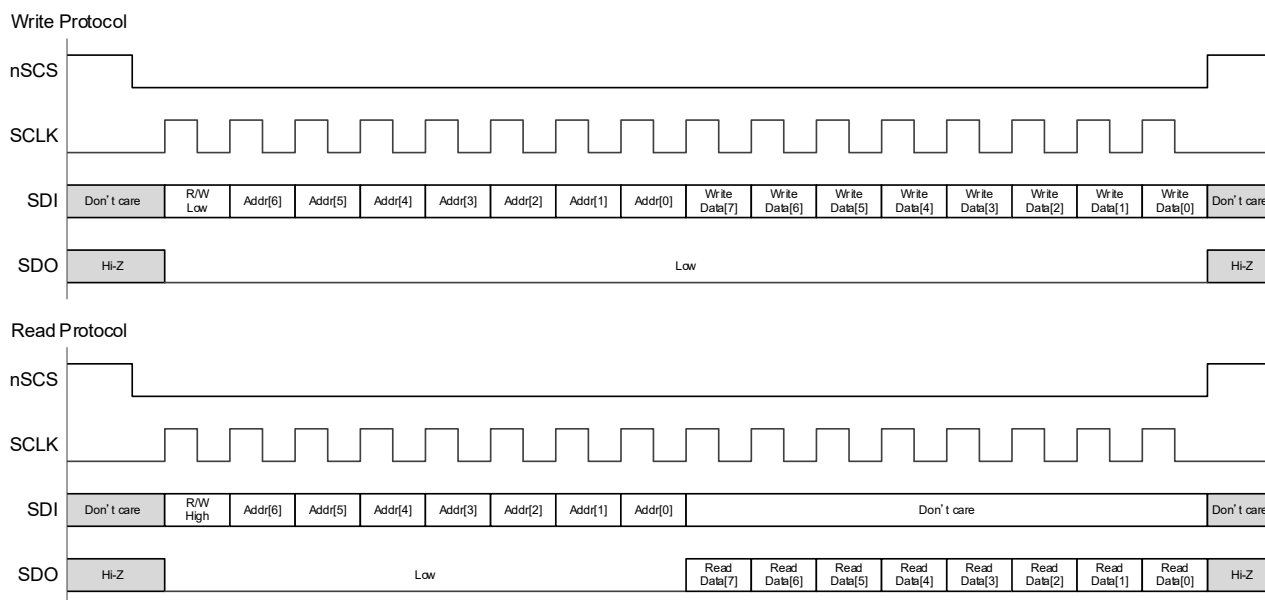 Write Protocol
nSCS
SCLK
SDI
Don't care
R/W
Low
Addr[6]
Addr[5]
Addr[4]
Addr[3]
Addr[2]
Addr[1]
Addr[0]
Write
Data[7]
Write
Data[6]
Write
Data[5]
Write
Data[4]
Write
Data[3]
Write
Data[2]
Write
Data[1]
Write
Data[0]
Don't care
SDO
Hi-Z
Low
Hi-Z
Read Protocol
nSCS
SCLK
SDI
Don't care
R/W
High
Addr[6]
Addr[5]
Addr[4]
Addr[3]
Addr[2]
Addr[1]
Addr[0]
Don't care
Don't care
SDO
Hi-Z
Low
Read
Data[7]
Read
Data[6]
Read
Data[5]
Read
Data[4]
Read
Data[3]
Read
Data[2]
Read
Data[1]
Read
Data[0]
Hi-Z